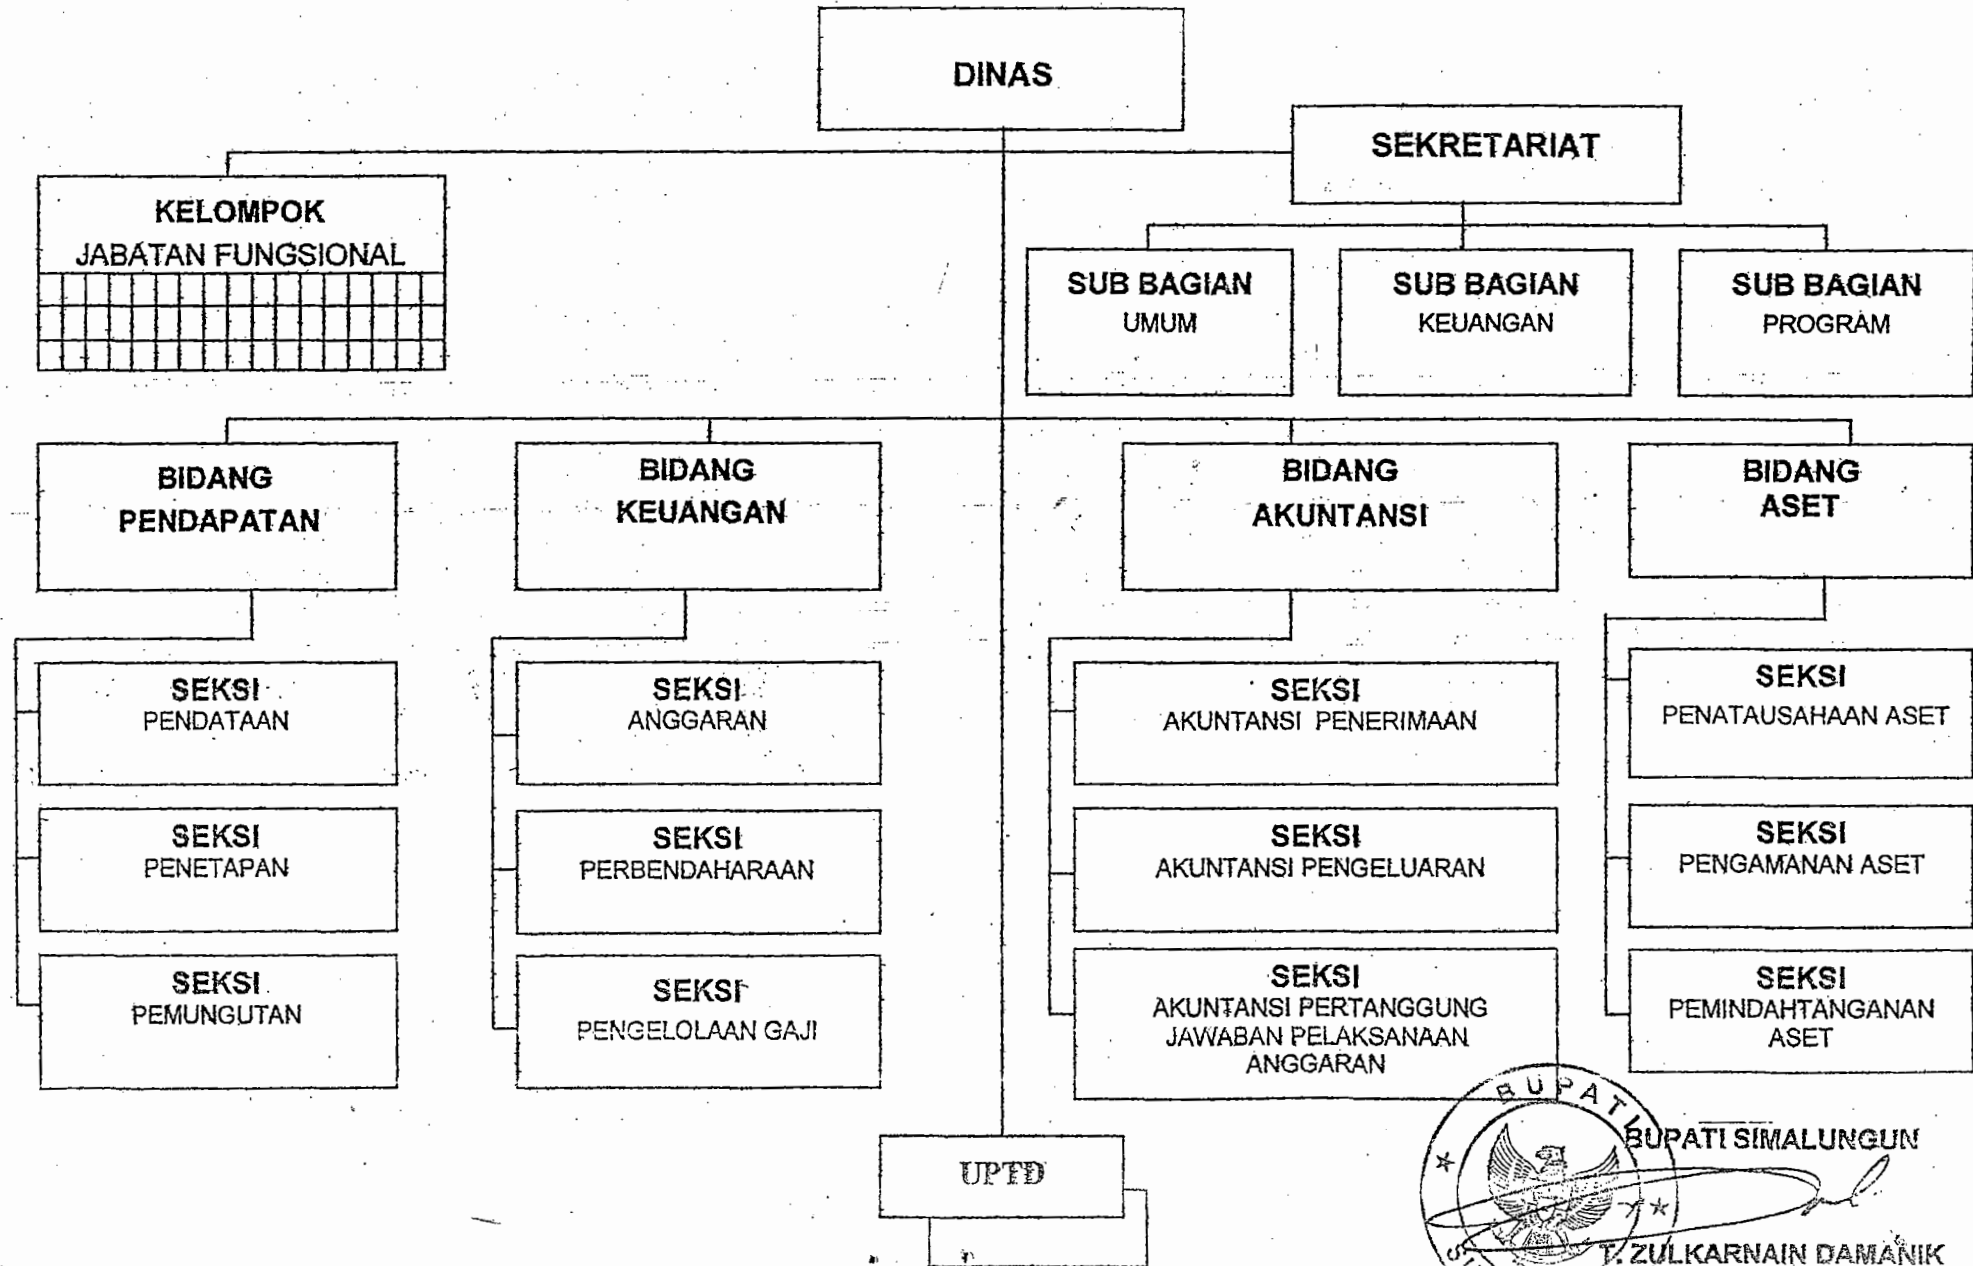 DINAS
SEKRETARIAT
KELOMPOK
JABATAN FUNGSIONAL
SUB BAGIAN
UMUM
SUB BAGIAN
KEUANGAN
SUB BAGIAN
PROGRAM
BIDANG
PENDAPATAN
BIDANG
KEUANGAN
BIDANG
AKUNTANSI
BIDANG
ASET
SEKSI
PENDATAAN
SEKSI
ANGGARAN
SEKSI
AKUNTANSI PENERIMAAN
SEKSI
PENATAUSAHAAN ASET
SEKSI
PENETAPAN
SEKSI
PERBENDAHARAAN
SEKSI
AKUNTANSI PENGELUARAN
SEKSI
PENGAMANAN ASET
SEKSI
PEMUNGUTAN
SEKSI
PENGELOLAAN GAJI
SEKSI
AKUNTANSI PERTANGGUNG
JAWABAN PELAKSANAAN
ANGGARAN
SEKSI
PEMINDAHTANGANAN
ASET
UPTD
BUPATI
BUPATI SIMALUNGUN
T. ZULKARNAIN DAMANIK